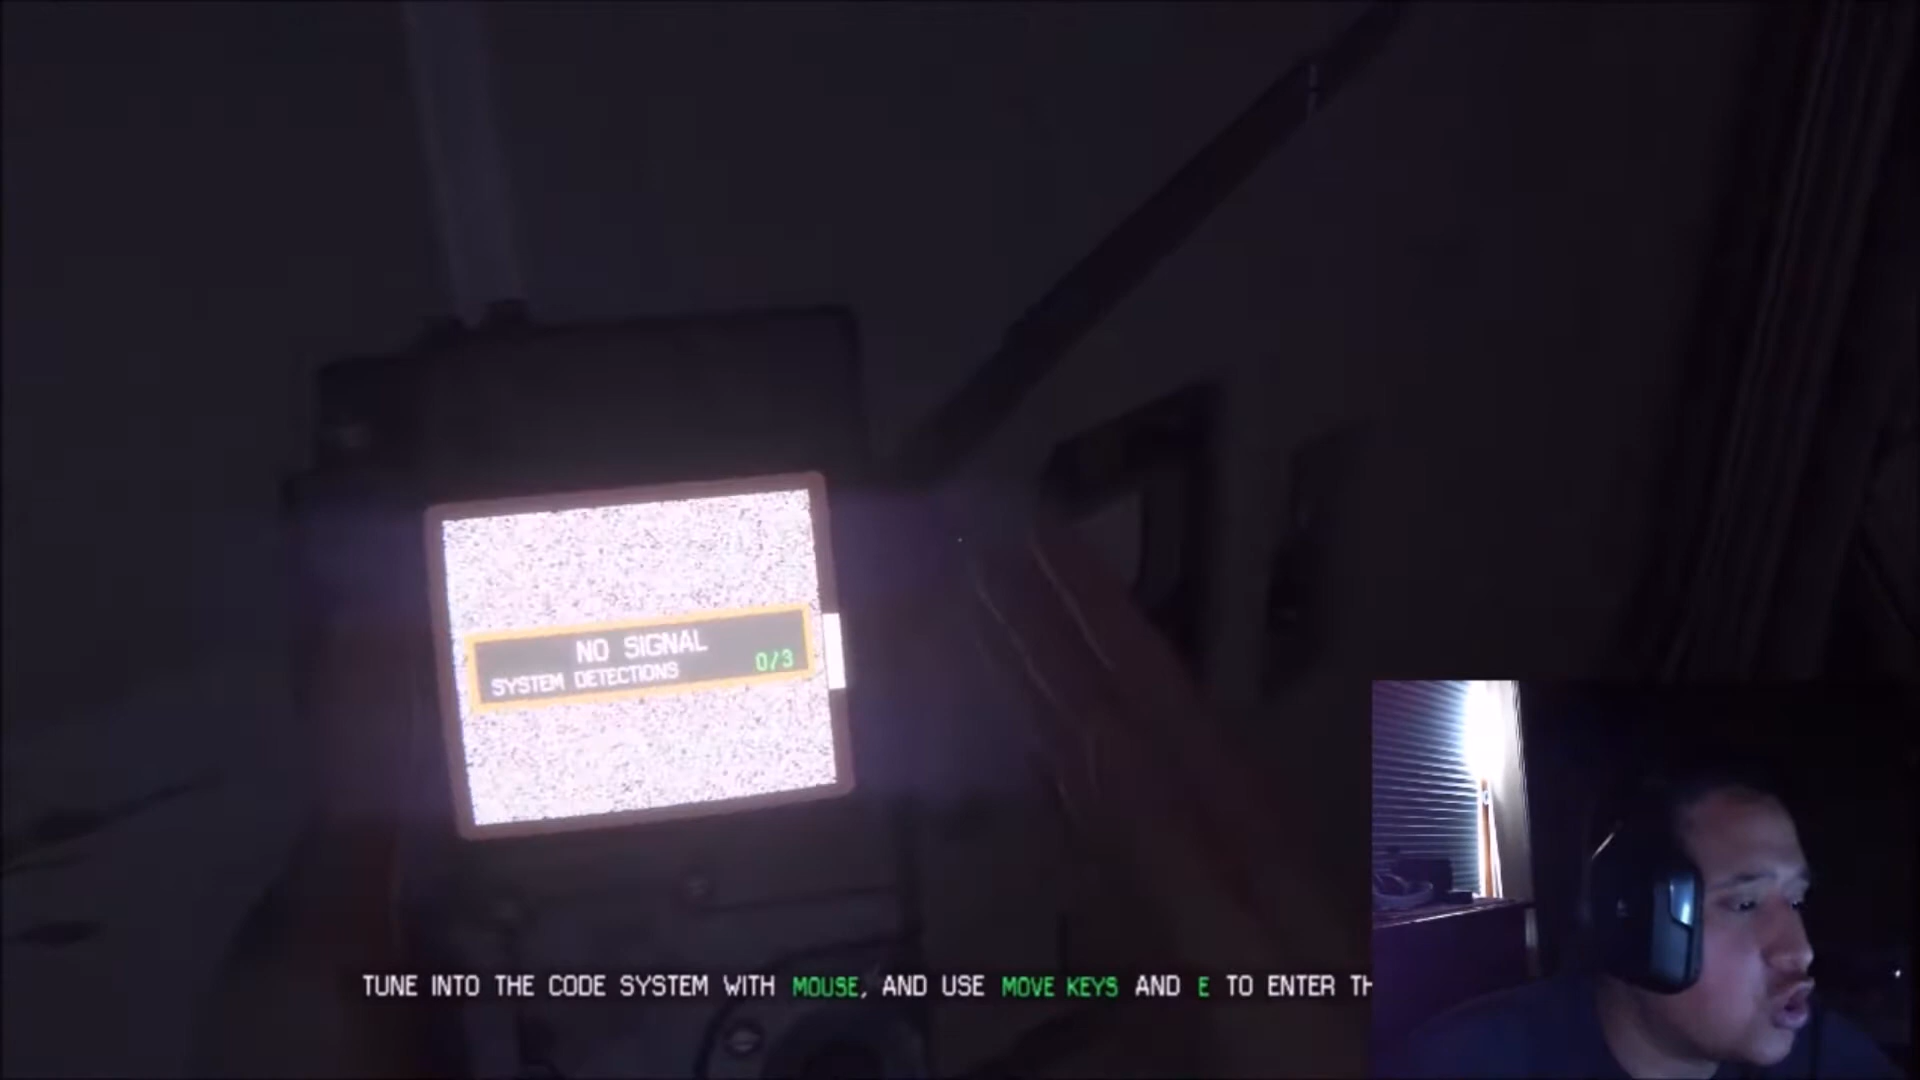 NO SIGNAL
SYSTEM DETECTIONS 0/3
TUNE INTO THE CODE SYSTEM WITH MOUSE, AND USE MOVE KEYS AND E TO ENTER TH